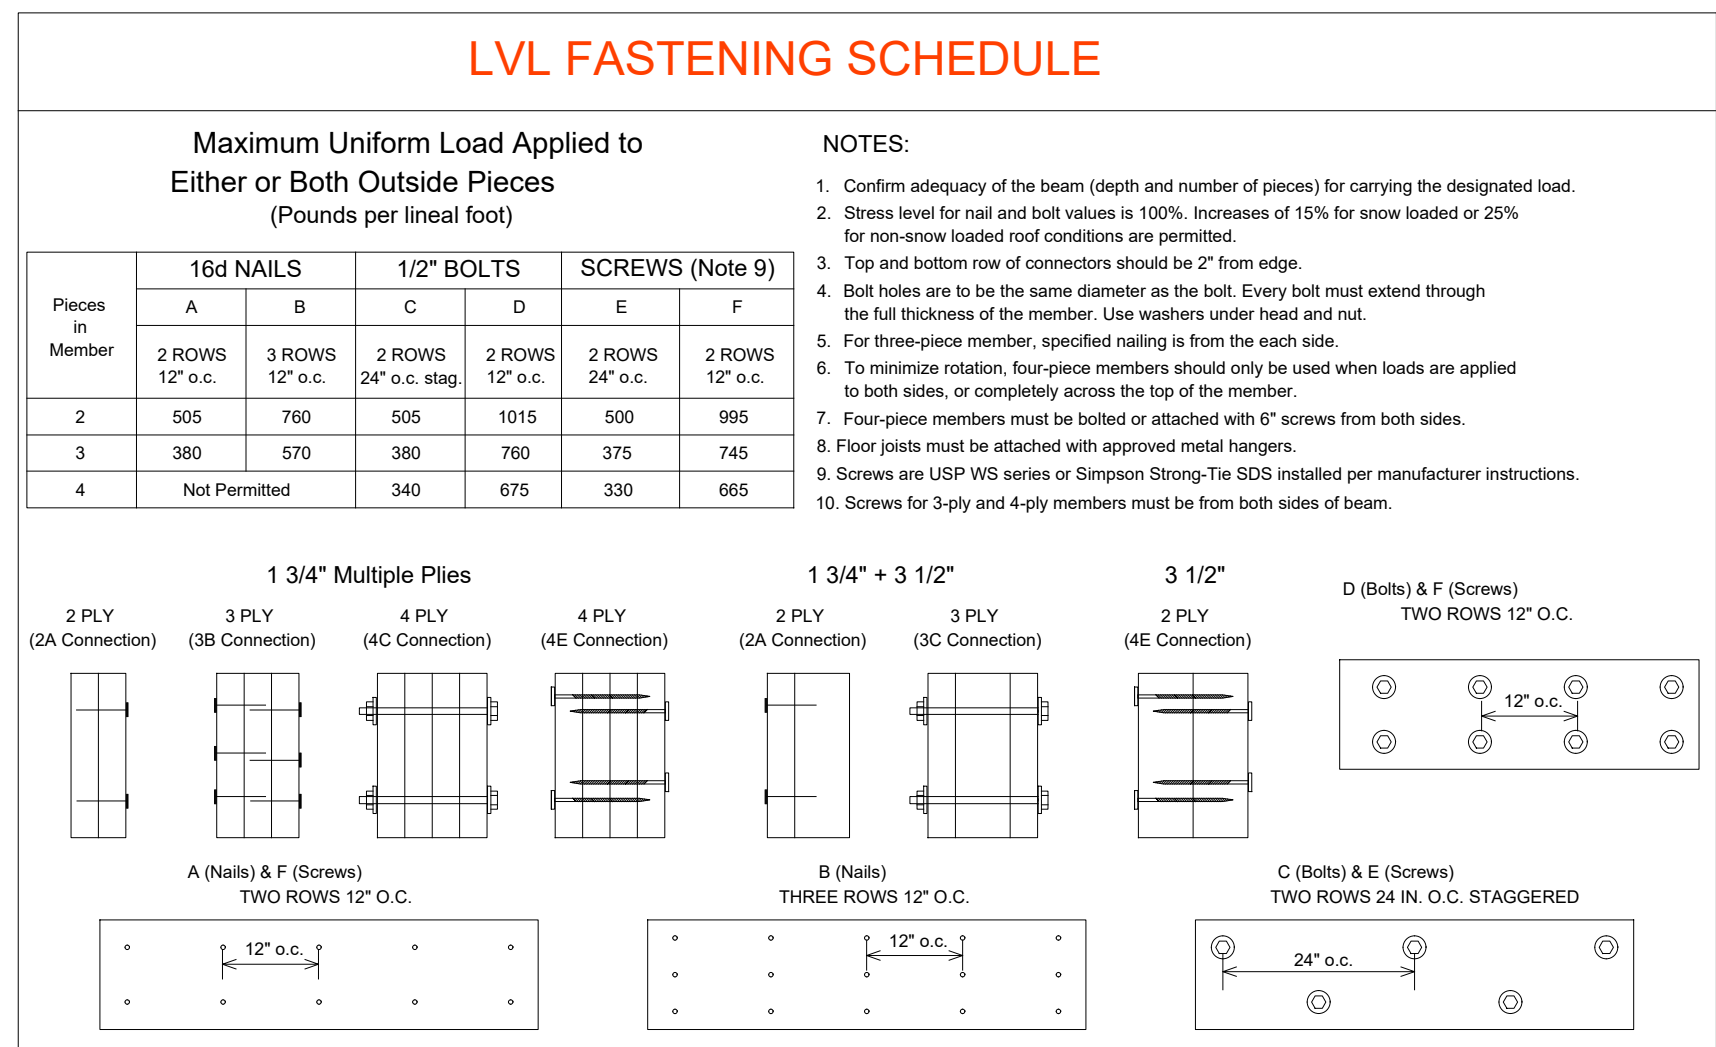 LVL FASTENING SCHEDULE
Maximum Uniform Load Applied to
Either or Both Outside Pieces
(Pounds per lineal foot)
Pieces
in
Member
16d NAILS
1/2" BOLTS
SCREWS (Note 9)
A
B
C
D
E
F
2 ROWS
12" o.c.
3 ROWS
12" o.c.
2 ROWS
24" o.c. stag.
2 ROWS
12" o.c.
2 ROWS
24" o.c.
2 ROWS
12" o.c.
2 505 760 505 1015 500 995
3 380 570 380 760 375 745
4 Not Permitted 340 675 330 665
NOTES:
1. Confirm adequacy of the beam (depth and number of pieces) for carrying the designated load.
2. Stress level for nail and bolt values is 100%. Increases of 15% for snow loaded or 25%
for non-snow loaded roof conditions are permitted.
3. Top and bottom row of connectors should be 2" from edge.
4. Bolt holes are to be the same diameter as the bolt. Every bolt must extend through
the full thickness of the member. Use washers under head and nut.
5. For three-piece member, specified nailing is from the each side.
6. To minimize rotation, four-piece members should only be used when loads are applied
to both sides, or completely across the top of the member.
7. Four-piece members must be bolted or attached with 6" screws from both sides.
8. Floor joists must be attached with approved metal hangers.
9. Screws are USP WS series or Simpson Strong-Tie SDS installed per manufacturer instructions.
10. Screws for 3-ply and 4-ply members must be from both sides of beam.
1 3/4" Multiple Plies
2 PLY
(2A Connection)
3 PLY
(3B Connection)
4 PLY
(4C Connection)
4 PLY
(4E Connection)
1 3/4" + 3 1/2"
2 PLY
(2A Connection)
3 PLY
(3C Connection)
3 1/2"
2 PLY
(4E Connection)
D (Bolts) & F (Screws)
TWO ROWS 12" O.C.
12" o.c.
A (Nails) & F (Screws)
TWO ROWS 12" O.C.
12" o.c.
B (Nails)
THREE ROWS 12" O.C.
12" o.c.
C (Bolts) & E (Screws)
TWO ROWS 24 IN. O.C. STAGGERED
24" o.c.